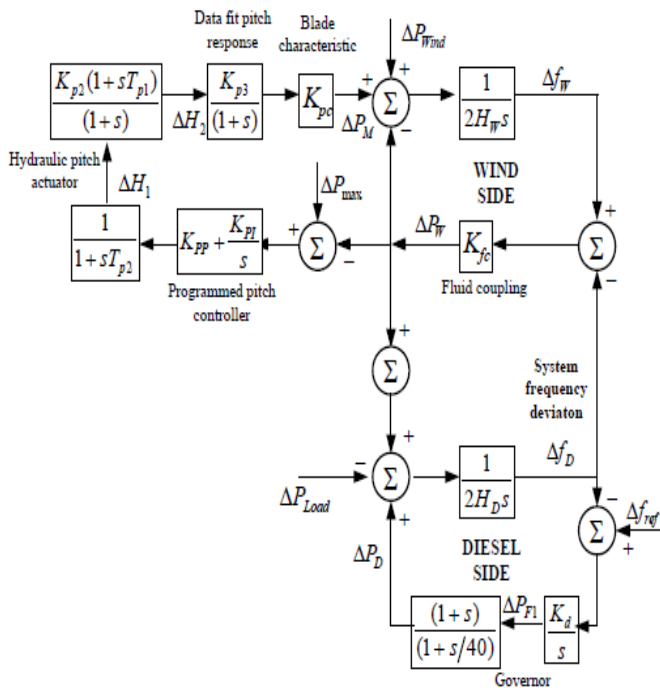 Data fit pitch
response
Blade
characteristic
ΔP_Wind
K_p2(1+sT_p1)
(1+s)
ΔH_2
K_p3
(1+s)
K_pc
+
+
Σ
−
ΔP_M
1
2H_W s
Δf_W
Hydraulic pitch
actuator
ΔH_1
ΔP_max
WIND
SIDE
1
1+sT_p2
K_PP + K_PI
s
+
Σ
−
ΔP_W
K_fc
+
Σ
−
Programmed pitch
controller
Fluid coupling
+
Σ
System
frequency
deviaton
−
+
Σ
+
ΔP_Load
1
2H_D s
Δf_D
−
Σ
+
Δf_ref
ΔP_D
DIESEL
SIDE
(1+s)
(1+s/40)
ΔP_F1
K_d
s
Governor